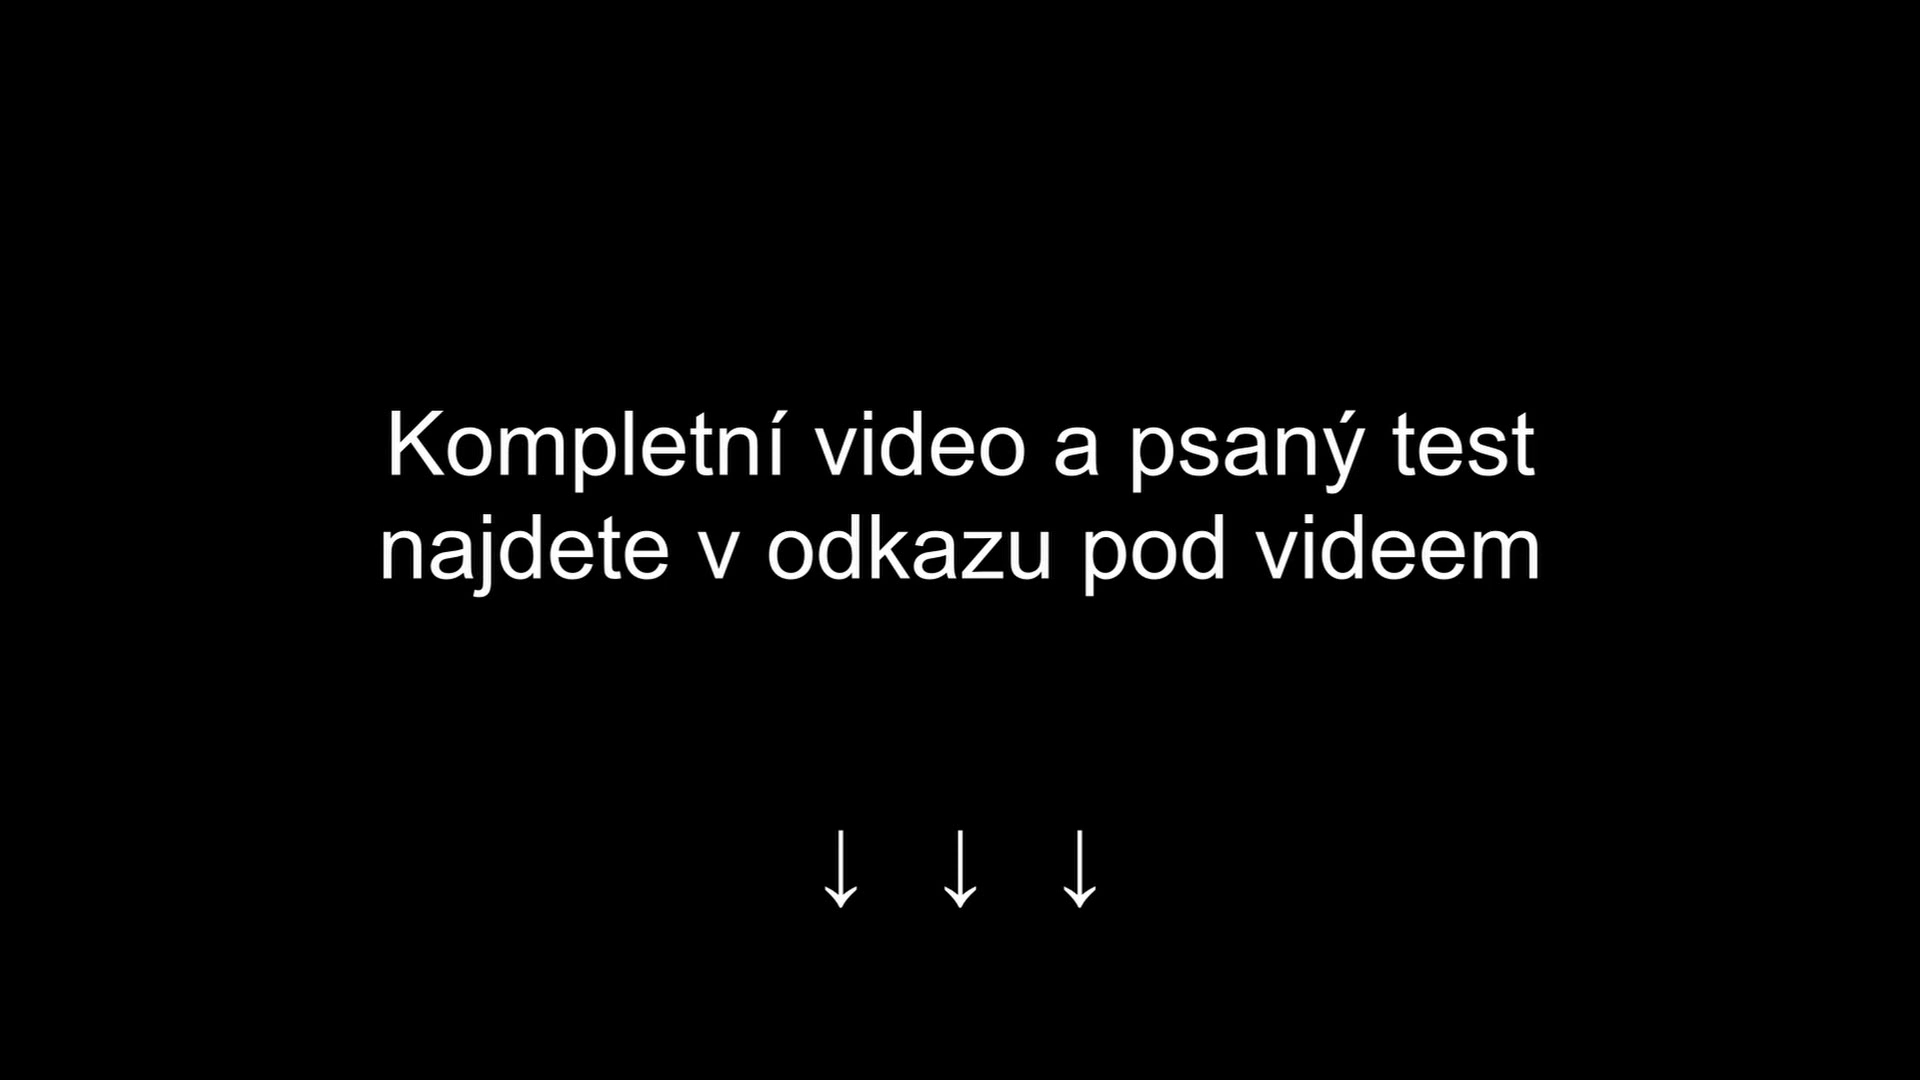 Kompletní video a psaný test
najdete v odkazu pod videem
↓ ↓ ↓